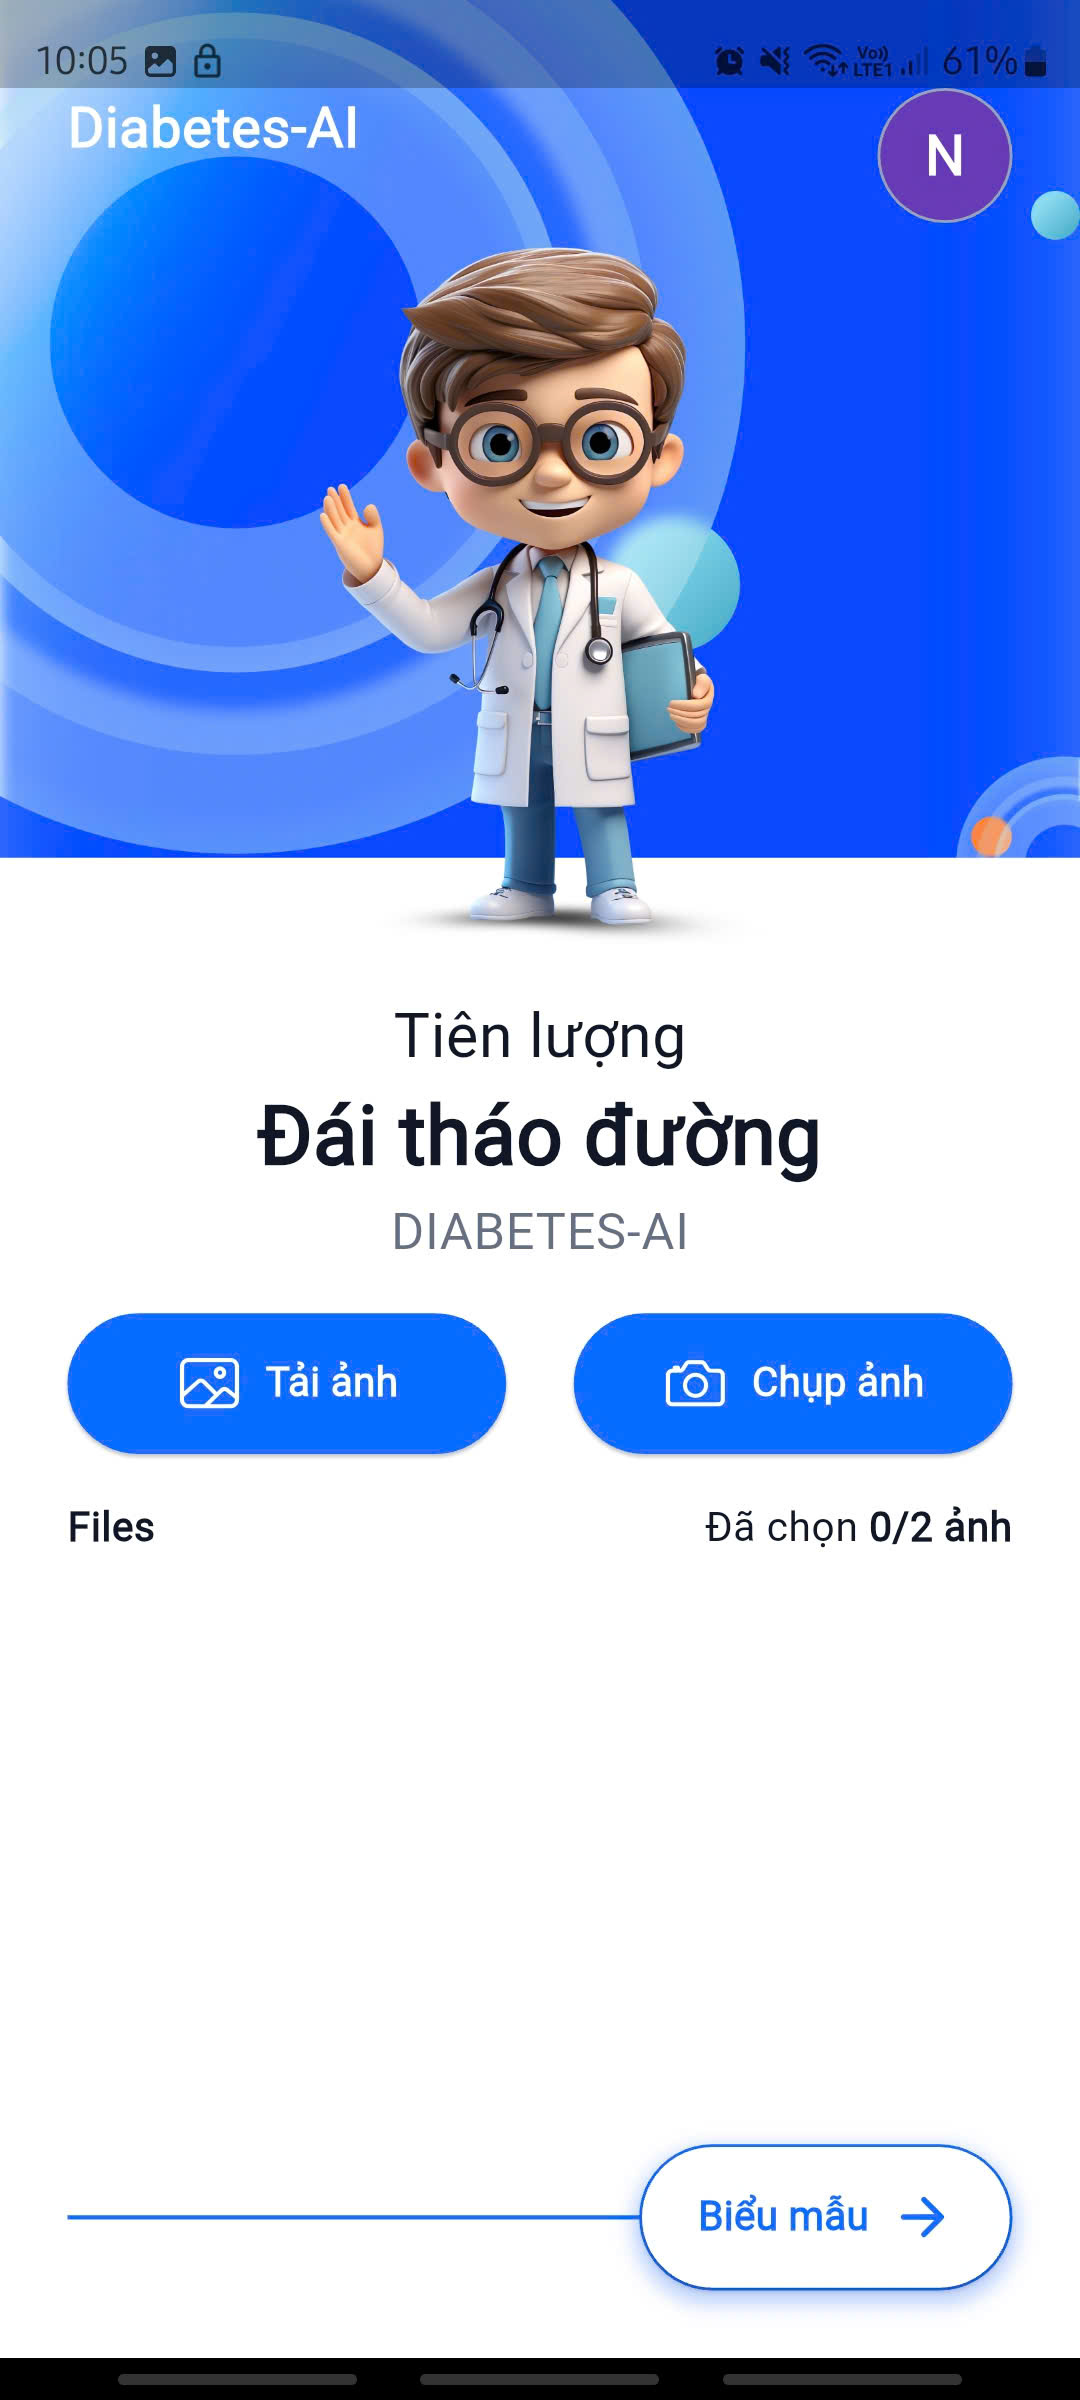 10:05
Vo))
LTE1
61%
Diabetes-AI
N
Tiên lượng
Đái tháo đường
DIABETES-AI
Tải ảnh
Chụp ảnh
Files
Đã chọn 0/2 ảnh
Biểu mẫu